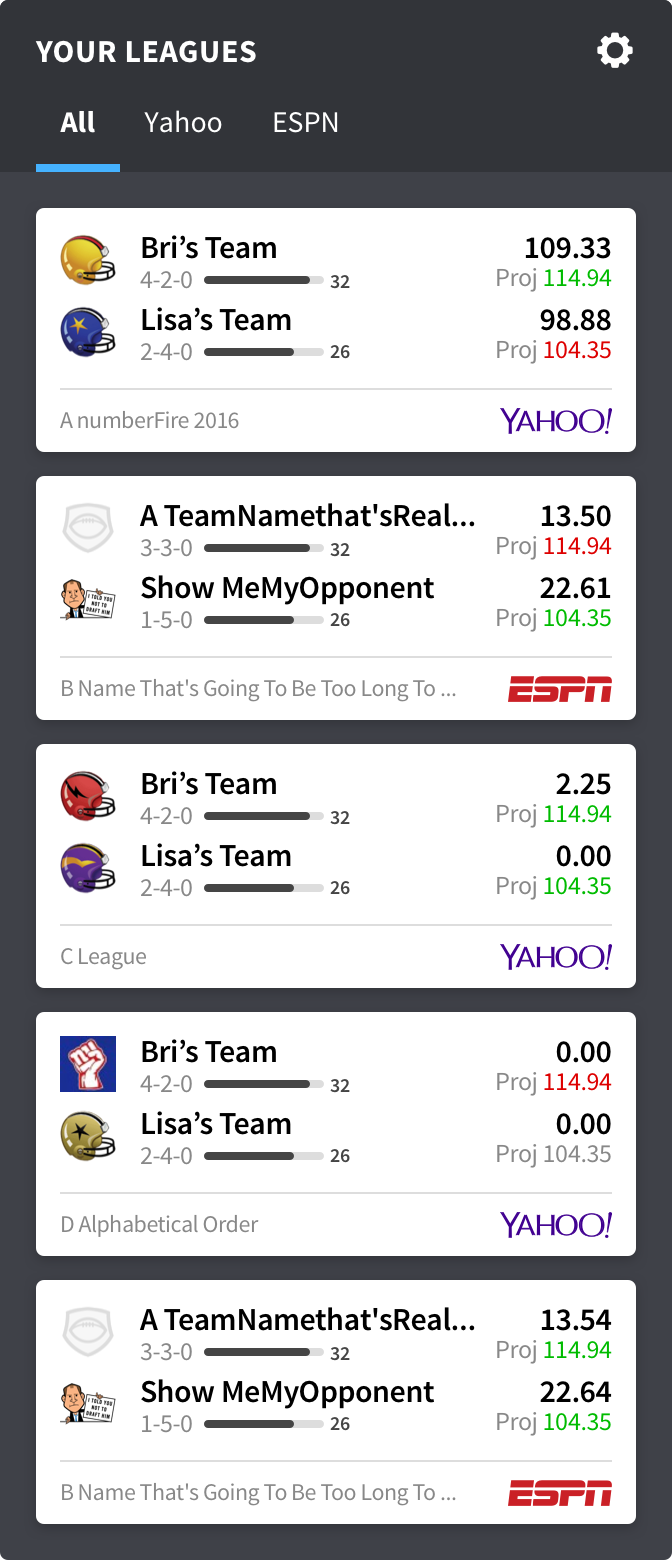 YOUR LEAGUES
All Yahoo ESPN
Bri’s Team 109.33
4-2-0 32 Proj 114.94
Lisa’s Team 98.88
2-4-0 26 Proj 104.35
A numberFire 2016 YAHOO!
A TeamNamethat'sReal... 13.50
3-3-0 32 Proj 114.94
I TOLD YOU
NOT TO
DRAFT HIM
Show MeMyOpponent 22.61
1-5-0 26 Proj 104.35
B Name That's Going To Be Too Long To ... ESPN
Bri’s Team 2.25
4-2-0 32 Proj 114.94
Lisa’s Team 0.00
2-4-0 26 Proj 104.35
C League YAHOO!
Bri’s Team 0.00
4-2-0 32 Proj 114.94
Lisa’s Team 0.00
2-4-0 26 Proj 104.35
D Alphabetical Order YAHOO!
A TeamNamethat'sReal... 13.54
3-3-0 32 Proj 114.94
I TOLD YOU
NOT TO
DRAFT HIM
Show MeMyOpponent 22.64
1-5-0 26 Proj 104.35
B Name That's Going To Be Too Long To ... ESPN